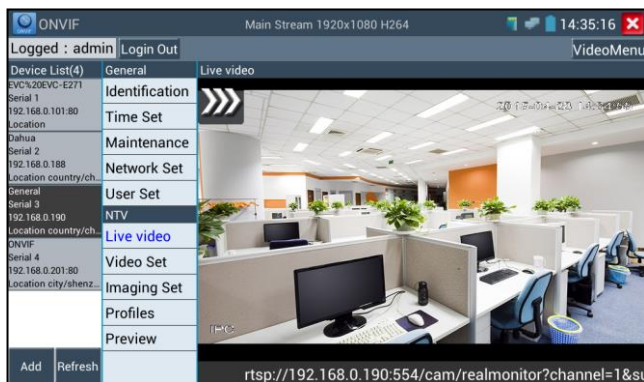 ONVIF Main Stream 1920x1080 H264 14:35:16
Logged : admin Login Out VideoMenu
Device List(4) General Live video
EVC%20EVC-E271
Serial 1
192.168.0.101:80
Location
Dahua
Serial 2
192.168.0.188
Location country/ch...
General
Serial 3
192.168.0.190
Location country/ch...
ONVIF
Serial 4
192.168.0.201:80
Location city/shenz...
Add Refresh
Identification
Time Set
Maintenance
Network Set
User Set
NTV
Live video
Video Set
Imaging Set
Profiles
Preview
IPC
rtsp://192.168.0.190:554/cam/realmonitor?channel=1&su